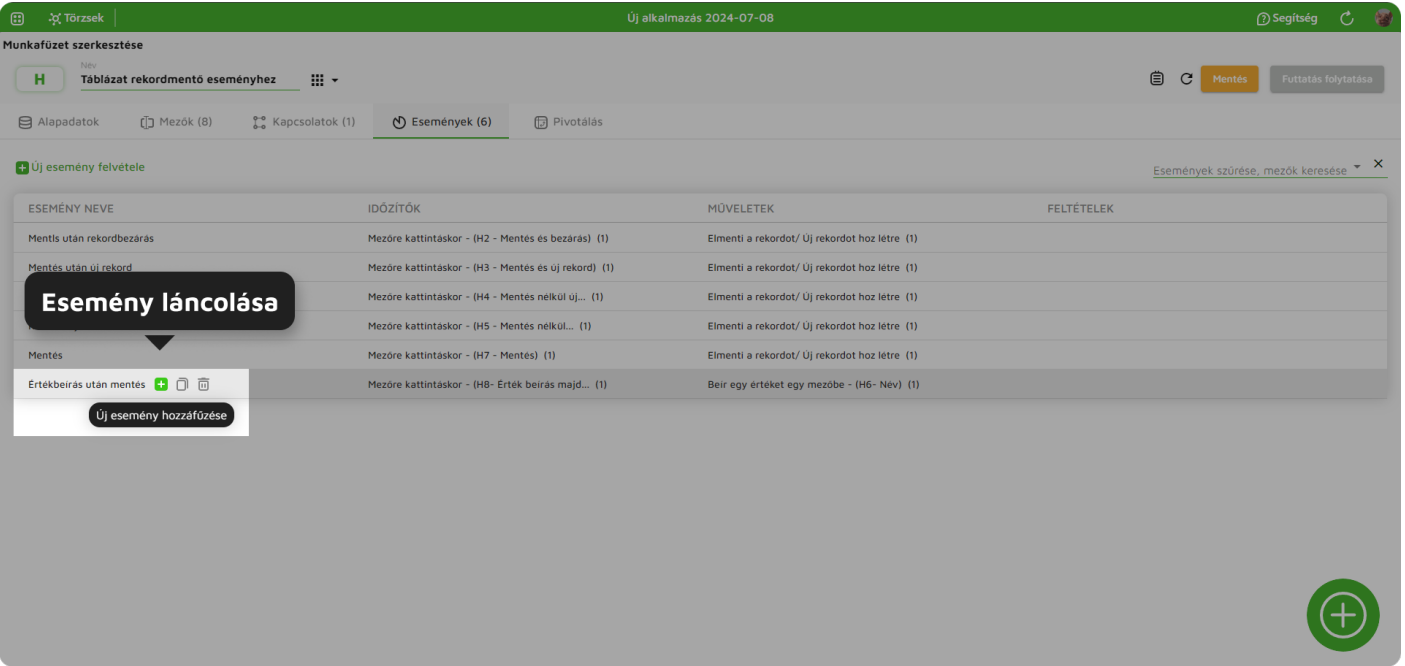 Törzsek
Új alkalmazás 2024-07-08
Segítség
Munkafüzet szerkesztése
H
Név
Táblázat rekordmentő eseményhez
Mentés
Futtatás folytatása
Alapadatok
Mezők (8)
Kapcsolatok (1)
Események (6)
Pivotálás
Új esemény felvétele
Események szűrése, mezők keresése
ESEMÉNY NEVE IDŐZÍTŐK MŰVELETEK FELTÉTELEK
Mentls után rekordbezárás Mezőre kattintáskor - (H2 - Mentés és bezárás) (1) Elmenti a rekordot/ Új rekordot hoz létre (1)
Mentés után új rekord Mezőre kattintáskor - (H3 - Mentés és új rekord) (1) Elmenti a rekordot/ Új rekordot hoz létre (1)
Esemény láncolása
Mezőre kattintáskor - (H4 - Mentés nélkül új... (1) Elmenti a rekordot/ Új rekordot hoz létre (1)
Mezőre kattintáskor - (H5 - Mentés nélkül... (1) Elmenti a rekordot/ Új rekordot hoz létre (1)
Mentés Mezőre kattintáskor - (H7 - Mentés) (1) Elmenti a rekordot/ Új rekordot hoz létre (1)
Értékbeírás után mentés Mezőre kattintáskor - (H8- Érték beírás majd... (1) Beír egy értéket egy mezőbe - (H6- Név) (1)
Új esemény hozzáfűzése